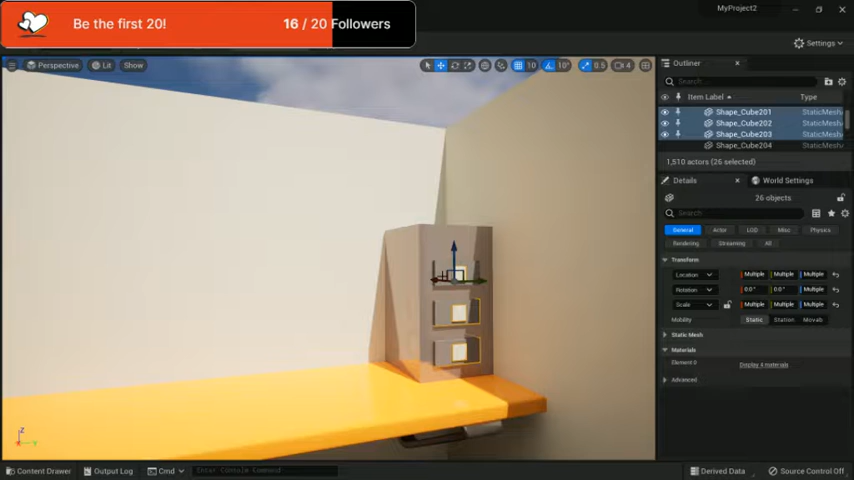 Be the first 20!
16 / 20 Followers
MyProject2
Settings
Perspective
Lit
Show
10
10°
0.5
4
Outliner
Search...
Item Label
Type
Shape_Cube201
StaticMesh
Shape_Cube202
StaticMesh
Shape_Cube203
StaticMesh
Shape_Cube204
StaticMesh
1,510 actors (26 selected)
Details
World Settings
26 objects
Search
General
Actor
LOD
Misc
Physics
Rendering
Streaming
All
Transform
Location
Multiple
Multiple
Multiple
Rotation
0.0°
0.0°
Multiple
Scale
Multiple
Multiple
Multiple
Mobility
Static
Station
Movab
Static Mesh
Materials
Element 0
Display 4 materials
Advanced
Z
Content Drawer
Output Log
Cmd
Enter Console Command
Derived Data
Source Control Off